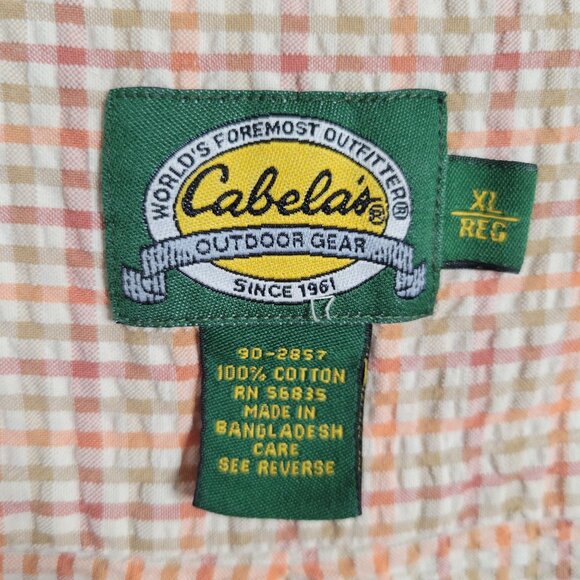 WORLD'S FOREMOST OUTFITTER®
Cabela's®
OUTDOOR GEAR
SINCE 1961
XL
REG
90-2857
100% COTTON
RN 56835
MADE IN
BANGLADESH
CARE
SEE REVERSE